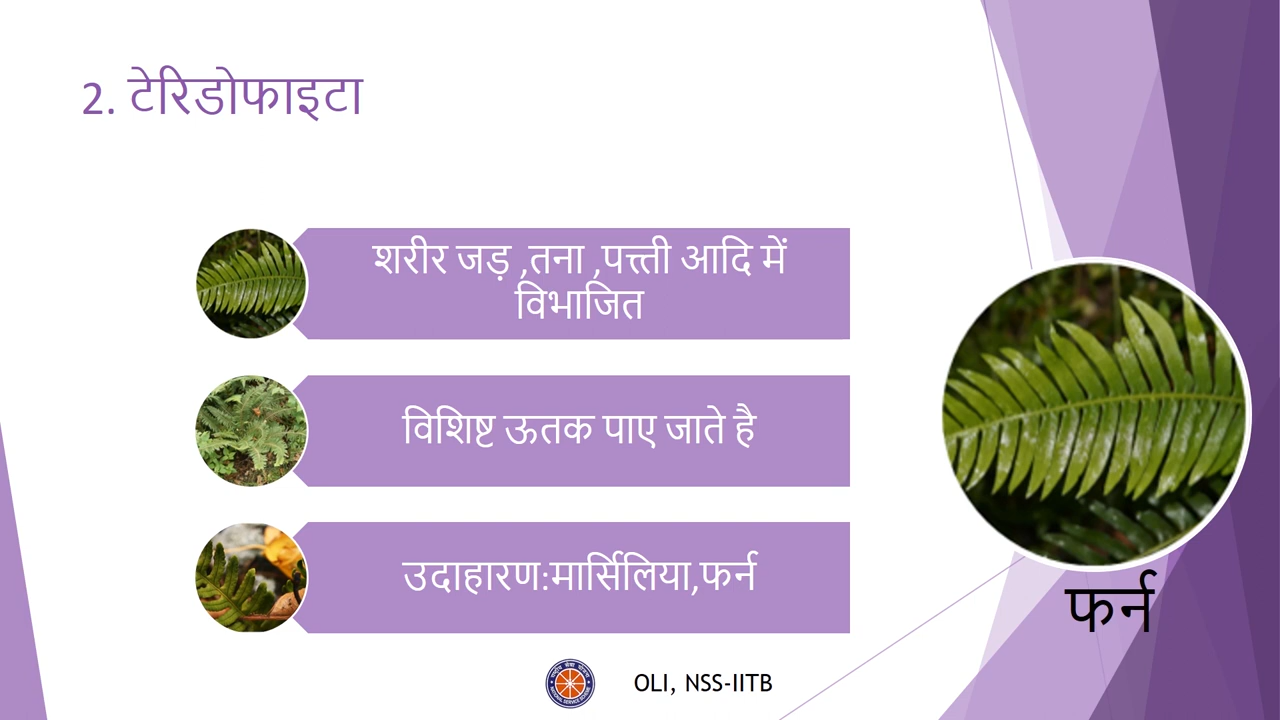 2. टेरिडोफाइटा
शरीर जड़ ,तना ,पत्त्ती आदि में
विभाजित
विशिष्ट ऊतक पाए जाते है
उदाहारण:मार्सिलिया,फर्न
फर्न
OLI, NSS-IITB